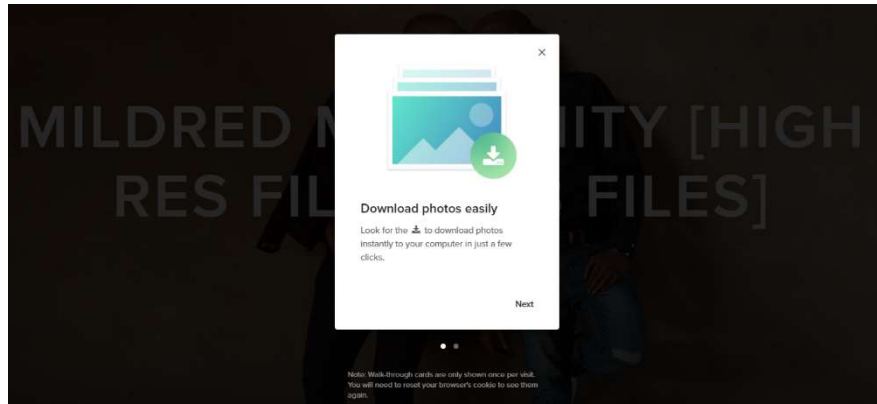 MILDRED M NITY [HIGH
RES FIL FILES]
Download photos easily
Look for the to download photos
instantly to your computer in just a few
clicks.
Next
Note: Walk-through cards are only shown once per visit.
You will need to reset your browser's cookie to see them
again.